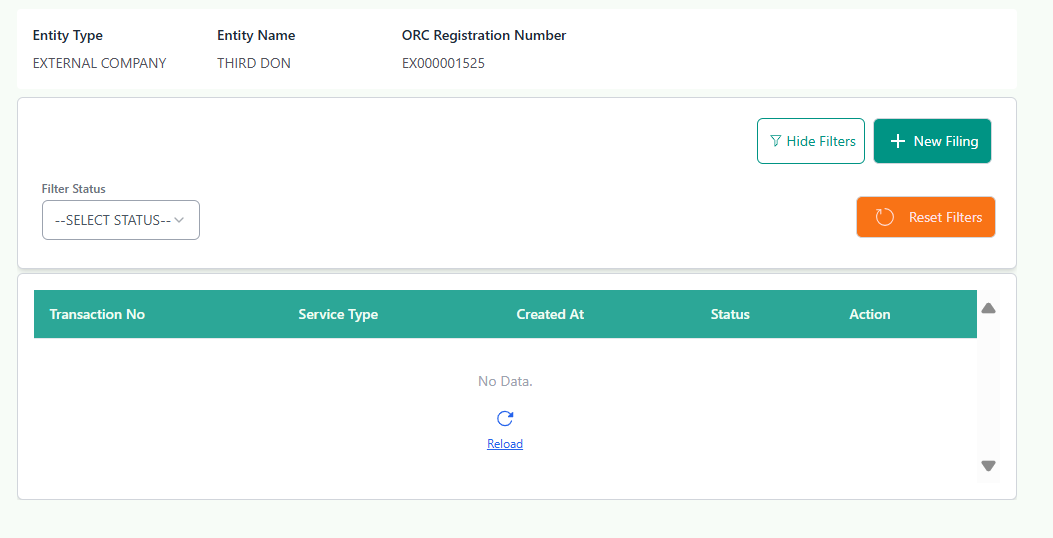 Entity Type Entity Name ORC Registration Number
EXTERNAL COMPANY THIRD DON EX000001525
Hide Filters New Filing
Filter Status
--SELECT STATUS-- Reset Filters
Transaction No Service Type Created At Status Action
No Data.
Reload